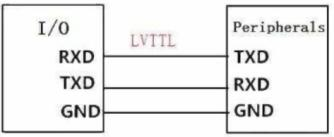 I/O
Peripherals
LVTTL
RXD
TXD
TXD
RXD
GND
GND